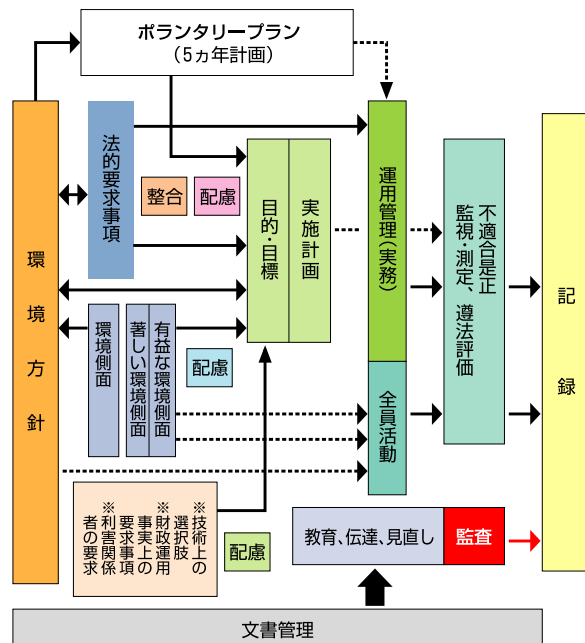 ポランタリープラン
(5ヵ年計画)
環境方針
法的要求事項
整合
配慮
目的・目標
実施計画
運用管理(実務)
不適合是正
監視・測定、遵法評価
記録
環境側面
著しい環境側面
有益な環境側面
配慮
全員活動
※技術上の
選択肢
※財政運用
事実上の
要求事項
※利害関係
者の要求
配慮
教育、伝達、見直し
監査
文書管理